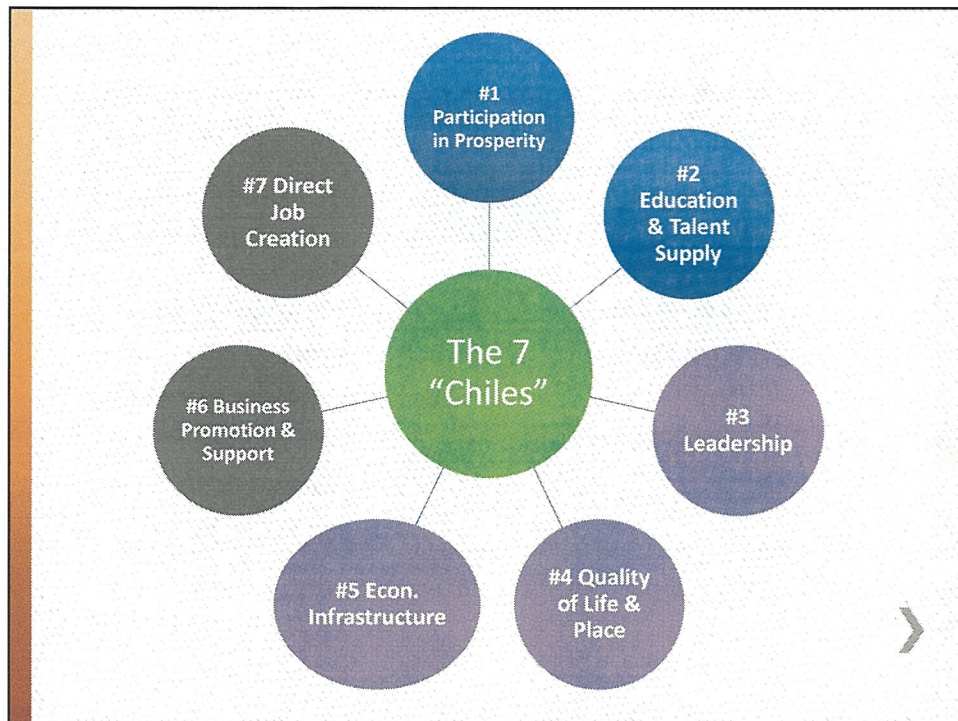 #1
Participation
in Prosperity
#2
Education
& Talent
Supply
#3
Leadership
#4 Quality
of Life &
Place
#5 Econ.
Infrastructure
#6 Business
Promotion &
Support
#7 Direct
Job
Creation
The 7
“Chiles”